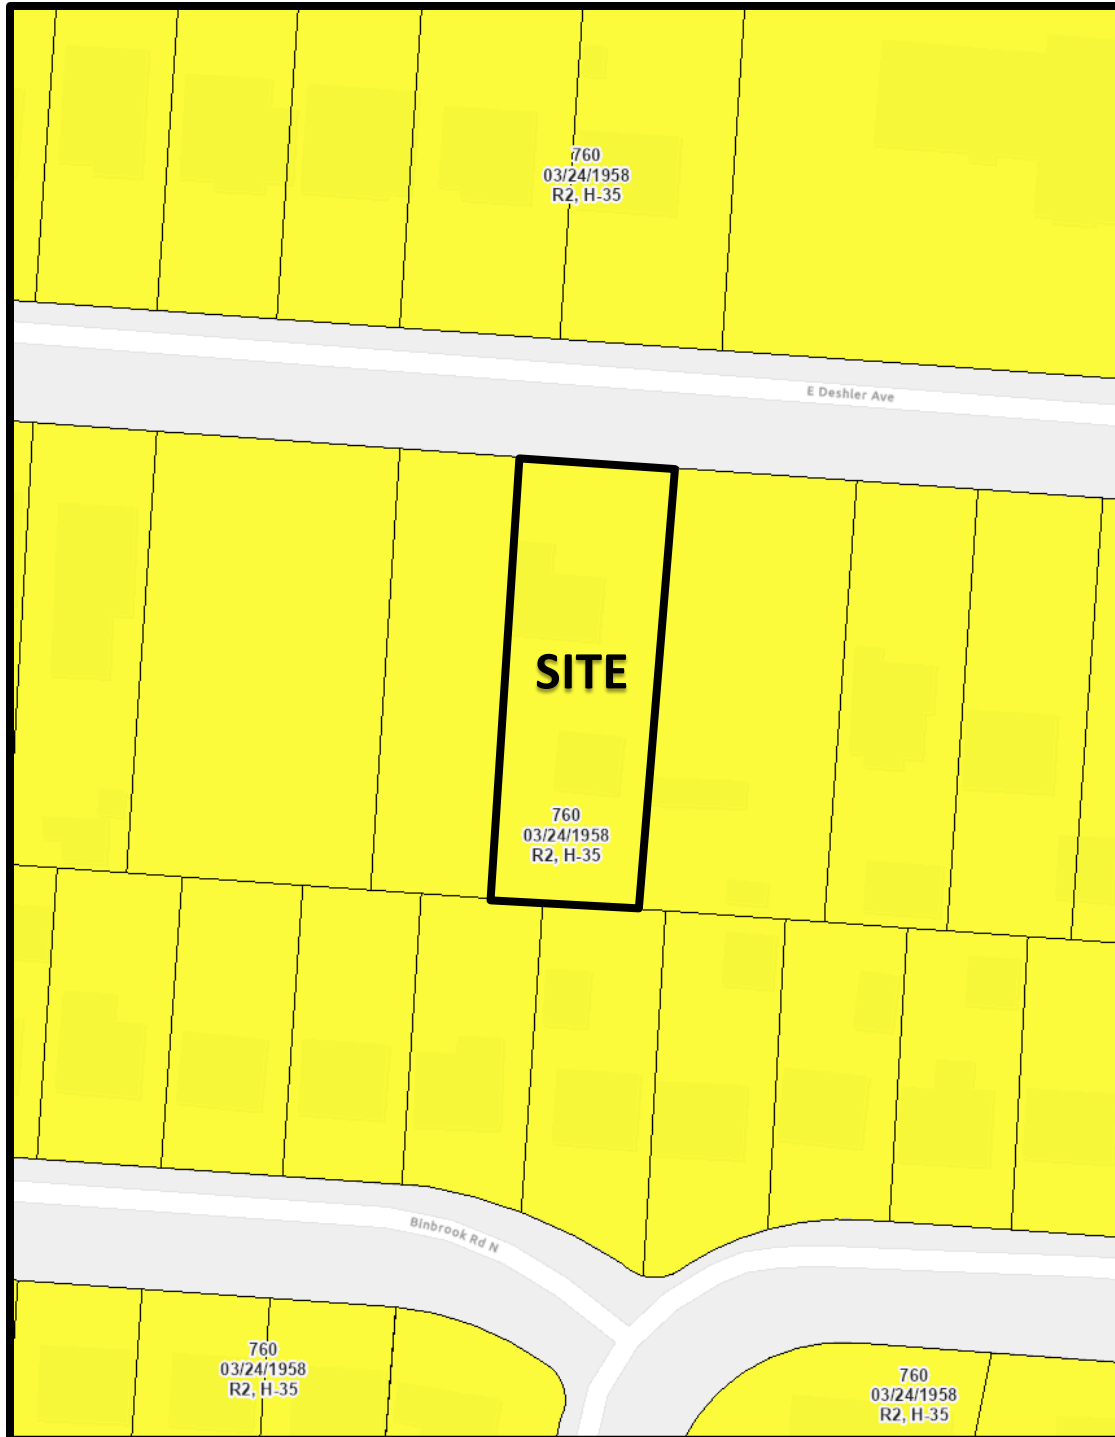 760
03/24/1958
R2, H-35
E Deshler Ave
SITE
760
03/24/1958
R2, H-35
Binbrook Rd N
760
03/24/1958
R2, H-35
760
03/24/1958
R2, H-35